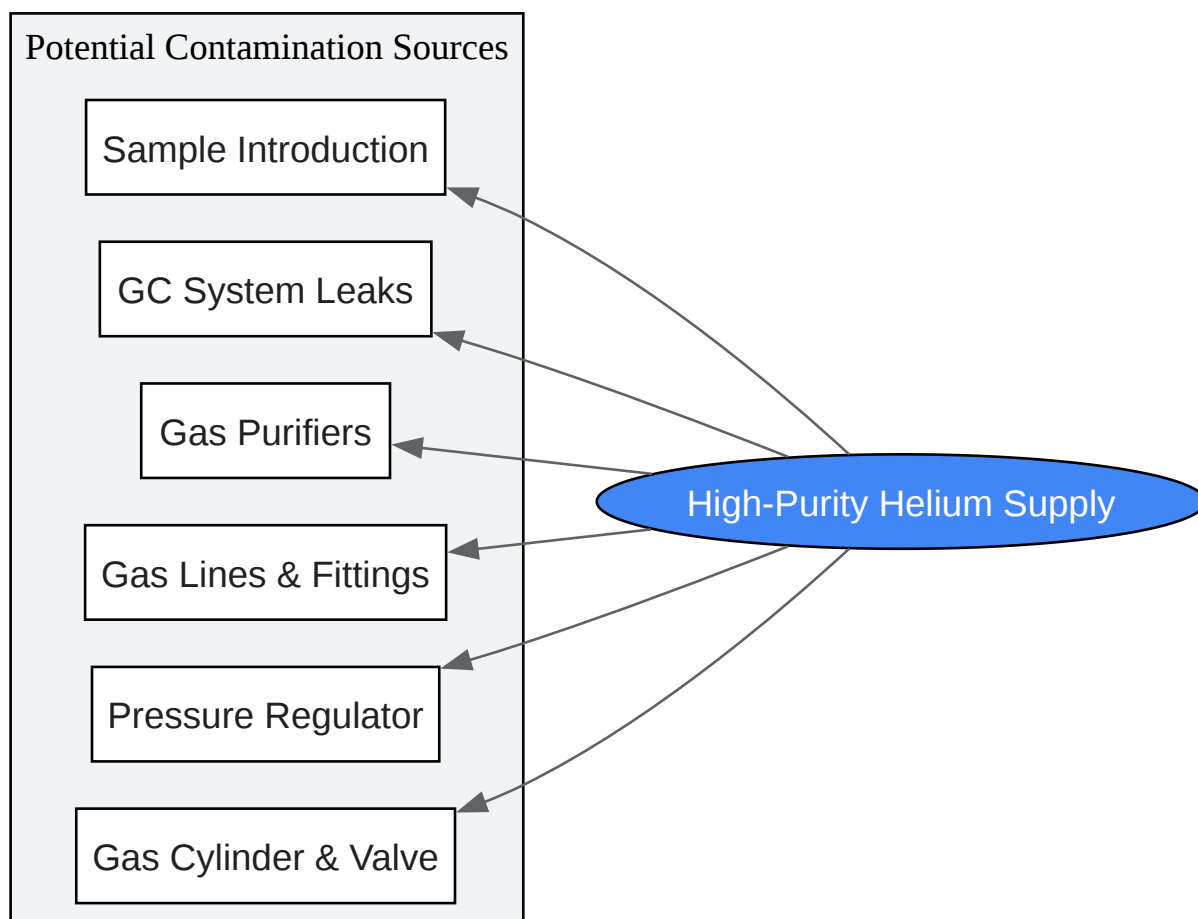 Potential Contamination Sources
Sample Introduction
GC System Leaks
Gas Purifiers
High-Purity Helium Supply
Gas Lines & Fittings
Pressure Regulator
Gas Cylinder & Valve